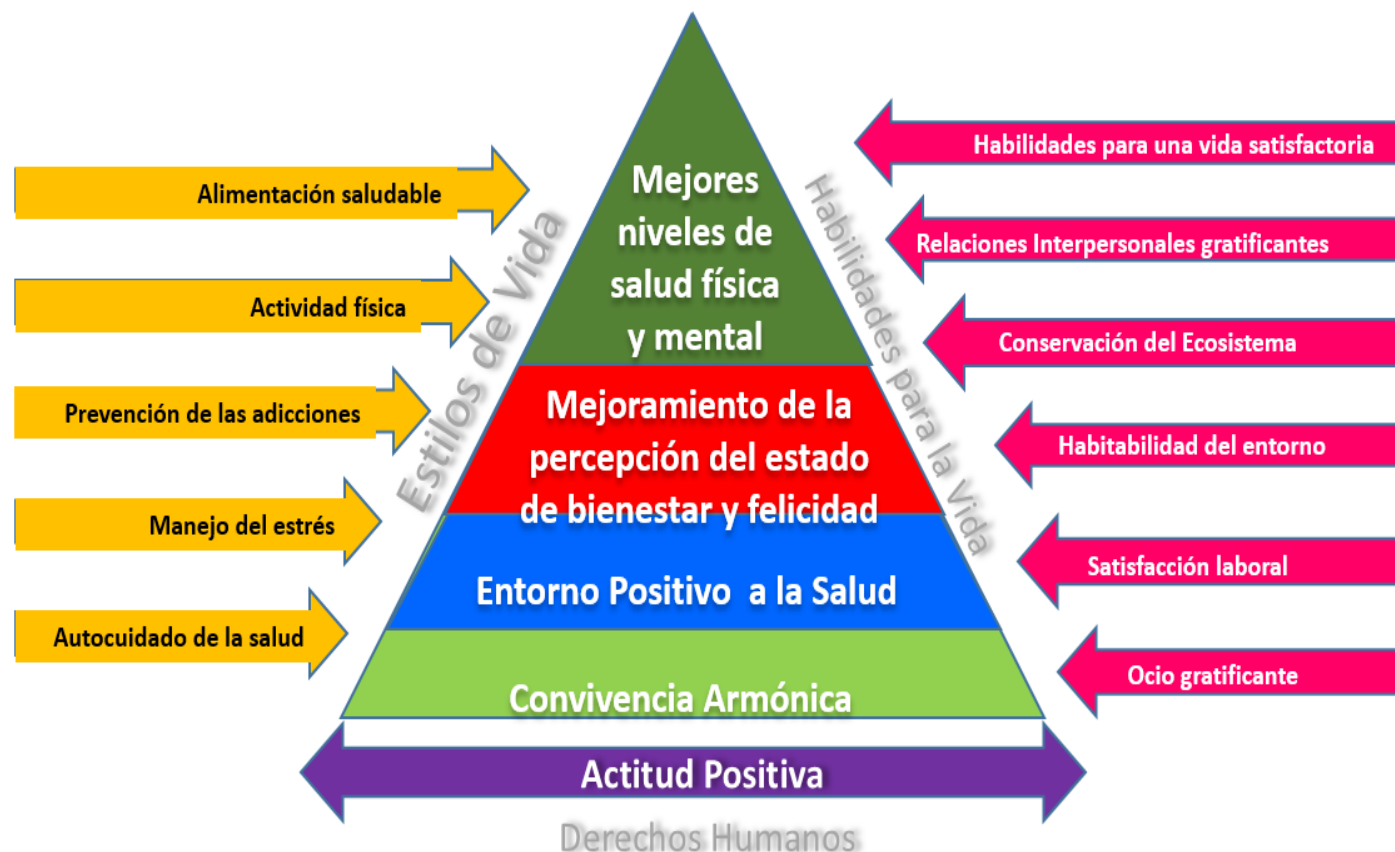 Alimentación saludable
Actividad física
Prevención de las adicciones
Manejo del estrés
Autocuidado de la salud
Estilos de Vida
Mejores
niveles de
salud física
y mental
Mejoramiento de la
percepción del estado
de bienestar y felicidad
Entorno Positivo a la Salud
Convivencia Armónica
Actitud Positiva
Derechos Humanos
Habilidades para la Vida
Habilidades para una vida satisfactoria
Relaciones Interpersonales gratificantes
Conservación del Ecosistema
Habitabilidad del entorno
Satisfacción laboral
Ocio gratificante